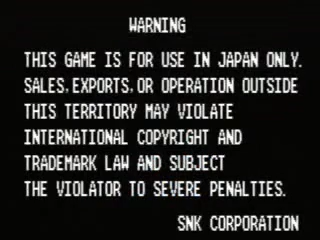 WARNING
THIS GAME IS FOR USE IN JAPAN ONLY.
SALES, EXPORTS, OR OPERATION OUTSIDE
THIS TERRITORY MAY VIOLATE
INTERNATIONAL COPYRIGHT AND
TRADEMARK LAW AND SUBJECT
THE VIOLATOR TO SEVERE PENALTIES.
SNK CORPORATION